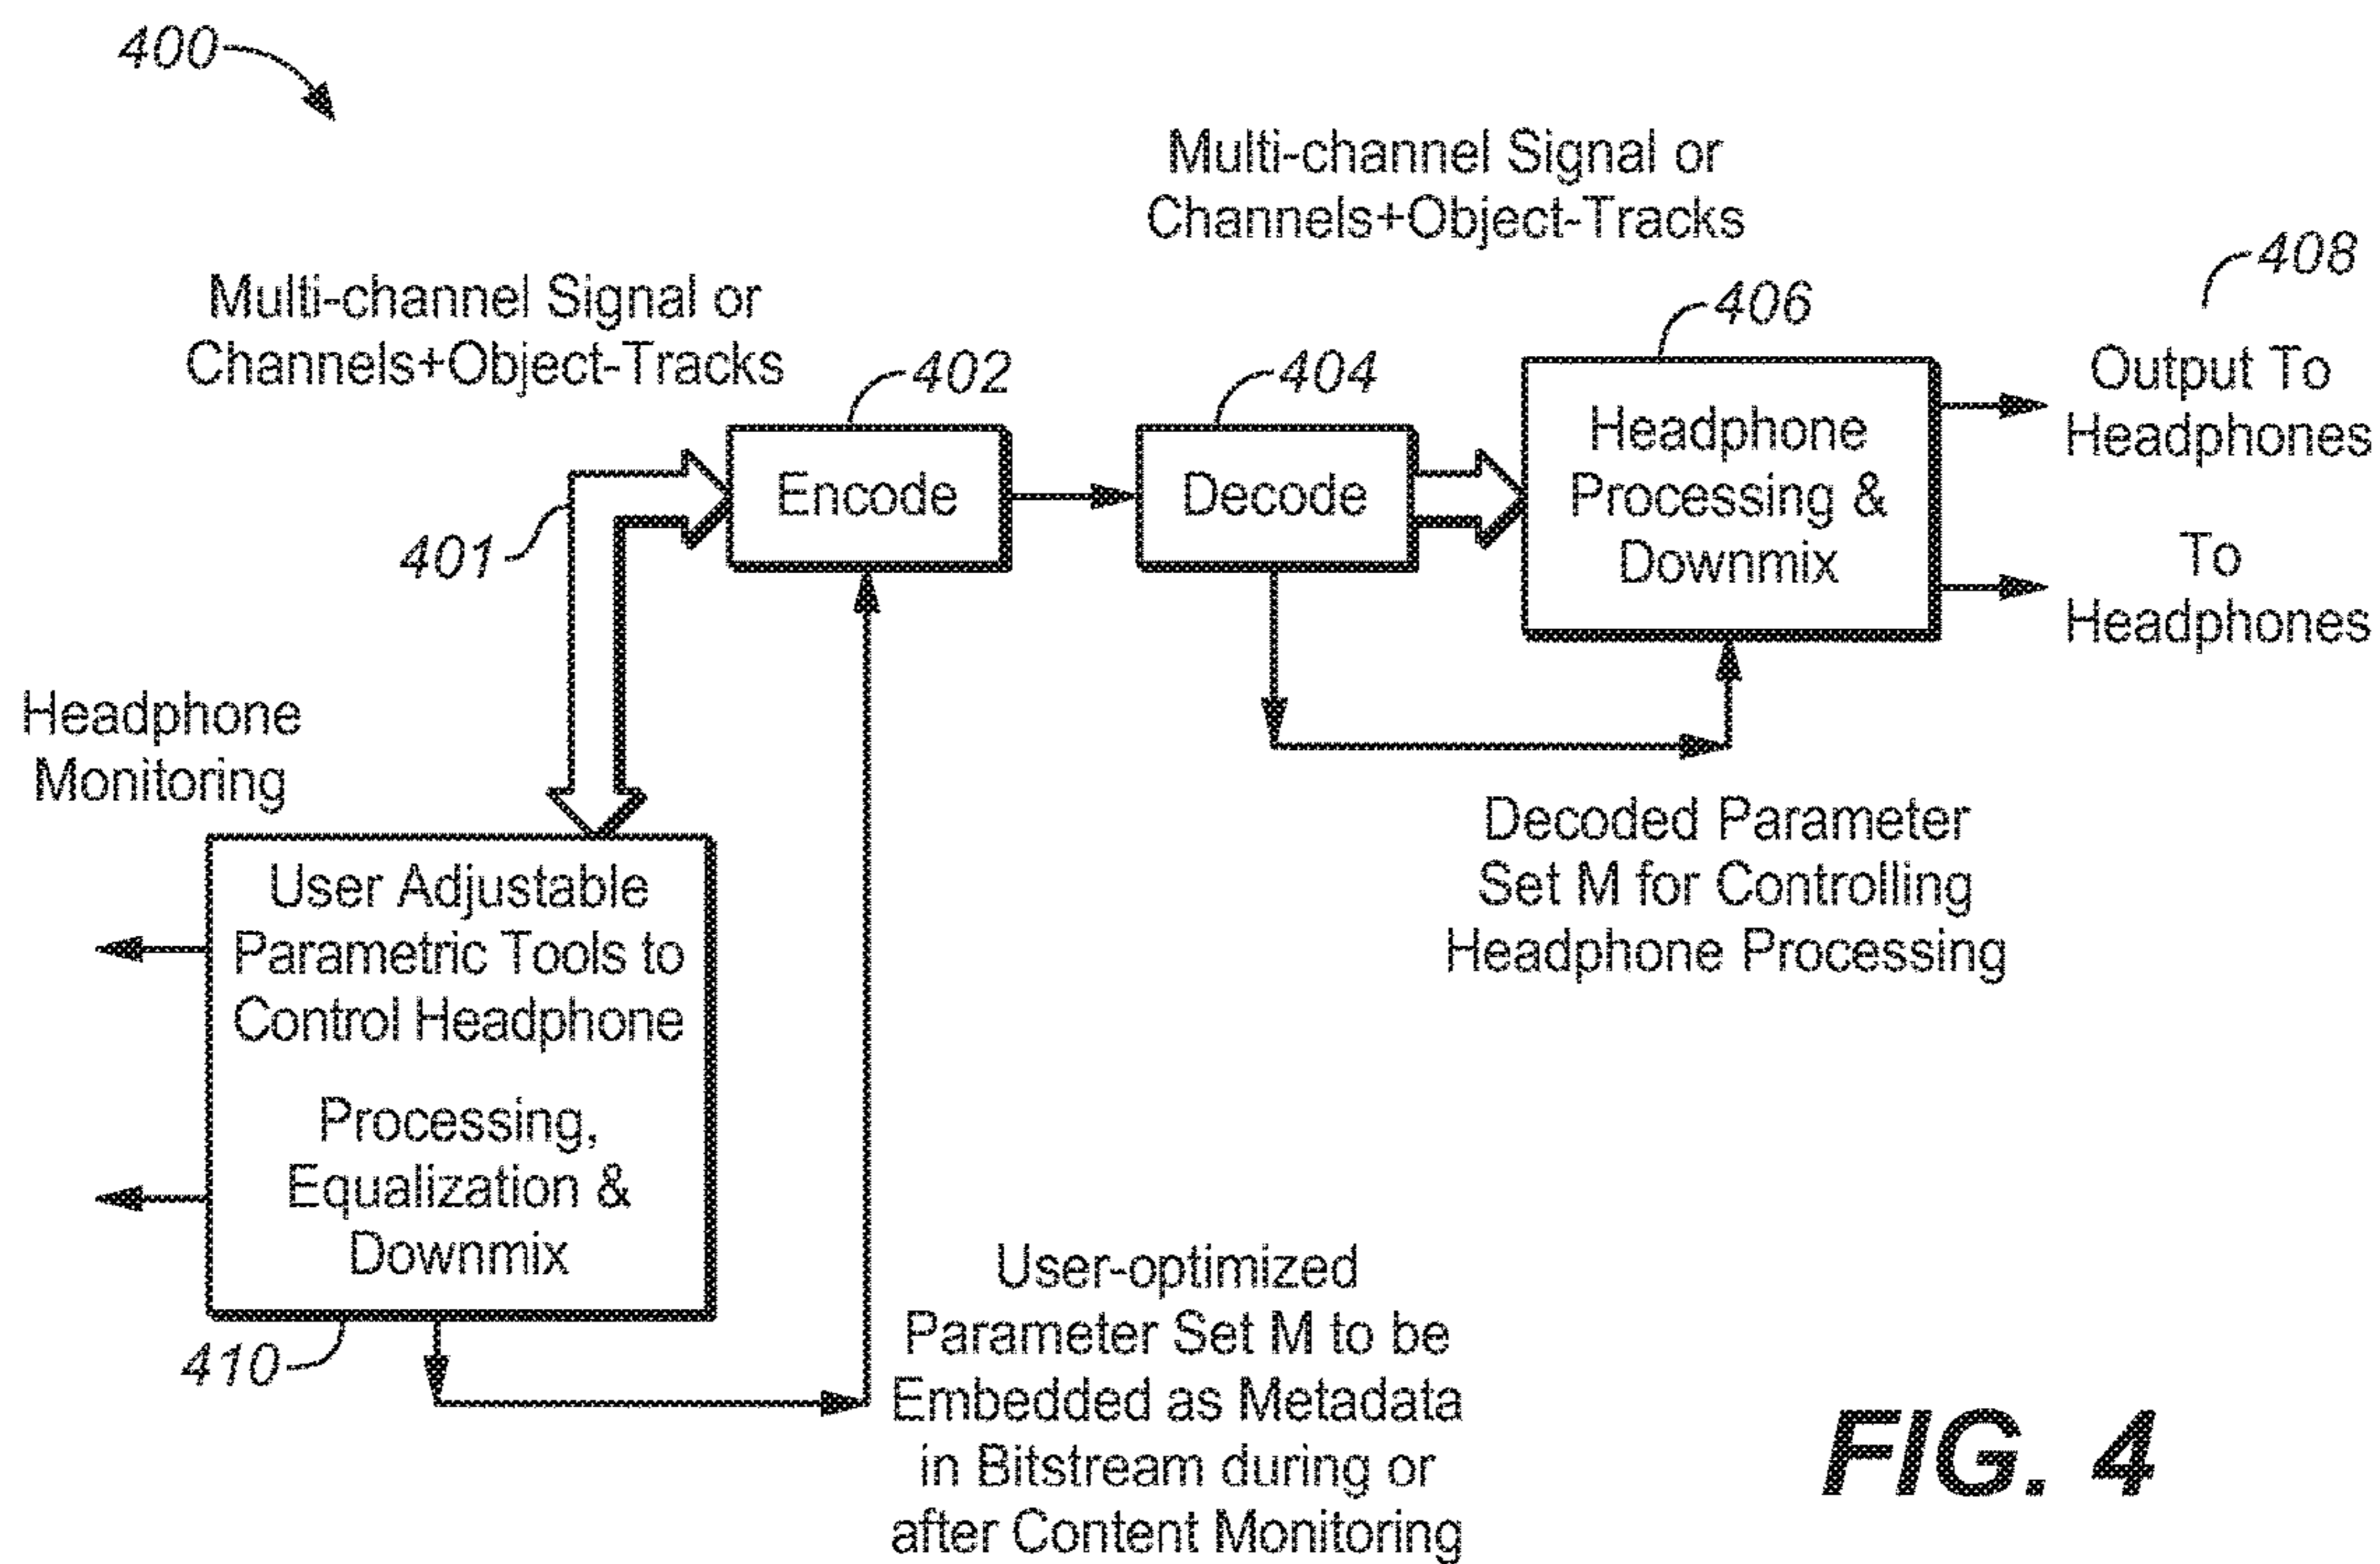 400
Multi-channel Signal or
Channels+Object-Tracks
408
Multi-channel Signal or
Channels+Object-Tracks
406
402
404
Output To
Headphones
Headphone
Processing &
Downmix
Encode
Decode
401
To
Headphones
Headphone
Monitoring
Decoded Parameter
Set M for Controlling
Headphone Processing
User Adjustable
Parametric Tools to
Control Headphone
Processing,
Equalization &
Downmix
410
User-optimized
Parameter Set M to be
Embedded as Metadata
in Bitstream during or
after Content Monitoring
FIG. 4